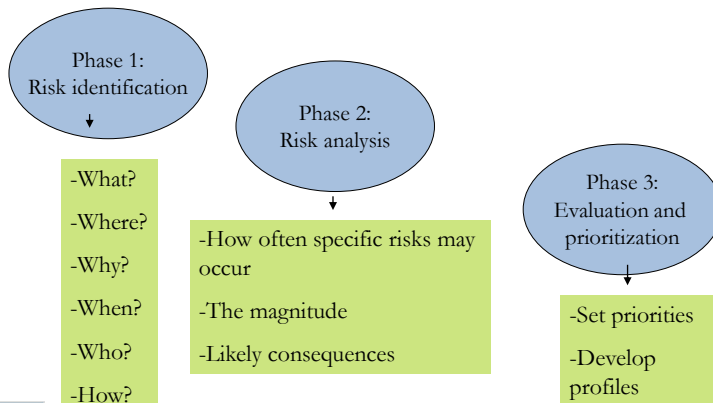 Phase 1:
Risk identification
-What?
-Where?
-Why?
-When?
-Who?
-How?
Phase 2:
Risk analysis
-How often specific risks may
occur
-The magnitude
-Likely consequences
Phase 3:
Evaluation and
prioritization
-Set priorities
-Develop
profiles